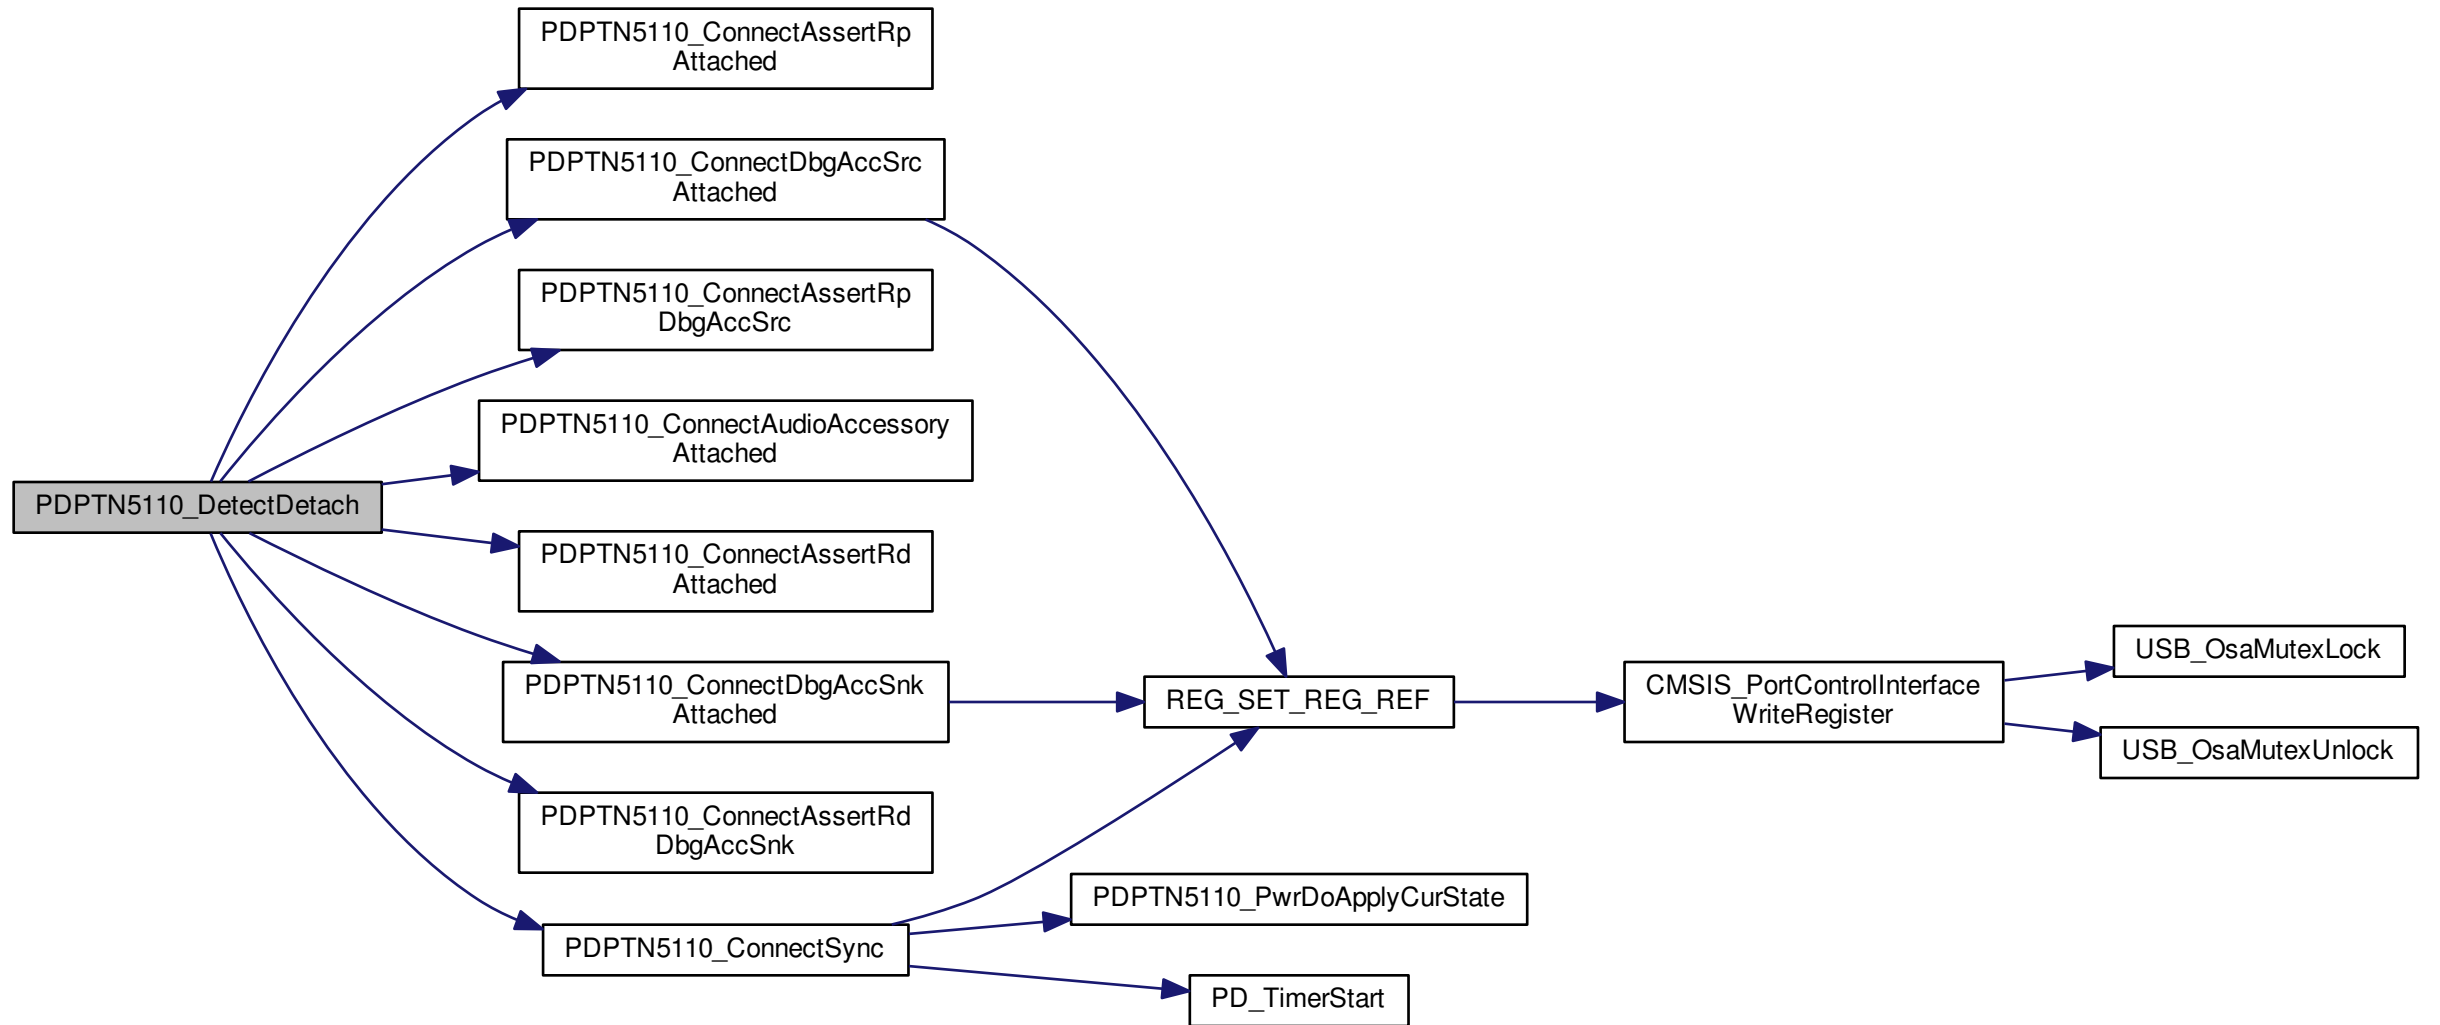 PDPTN5110_ConnectAssertRp
Attached
PDPTN5110_ConnectDbgAccSrc
Attached
PDPTN5110_ConnectAssertRp
DbgAccSrc
PDPTN5110_ConnectAudioAccessory
Attached
PDPTN5110_DetectDetach
PDPTN5110_ConnectAssertRd
Attached
PDPTN5110_ConnectDbgAccSnk
Attached
REG_SET_REG_REF
CMSIS_PortControlInterface
WriteRegister
USB_OsaMutexLock
USB_OsaMutexUnlock
PDPTN5110_ConnectAssertRd
DbgAccSnk
PDPTN5110_PwrDoApplyCurState
PDPTN5110_ConnectSync
PD_TimerStart